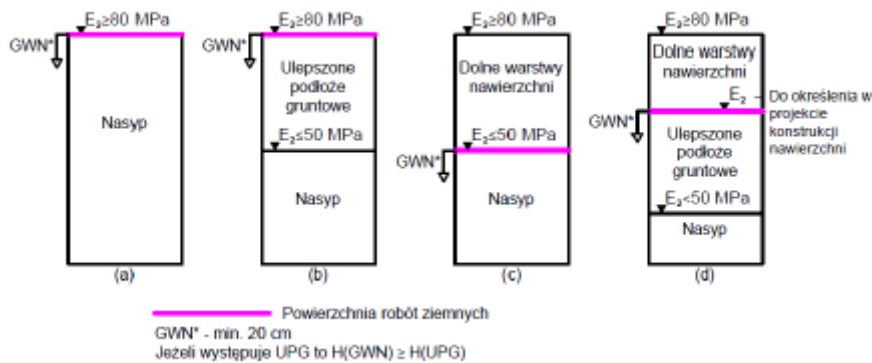 E₂≥80 MPa
GWN*
Nasyp
(a)
E₂≥80 MPa
GWN*
Ulepszone
podłoże
gruntowe
E₂≤50 MPa
Nasyp
(b)
E₂≥80 MPa
Dolne warstwy
nawierzchni
E₂≤50 MPa
GWN*
Nasyp
(c)
E₂≥80 MPa
Dolne warstwy
nawierzchni
E₂
Do określenia w
projekcie
konstrukcji
nawierzchni
GWN*
Ulepszone
podłoże
gruntowe
E₂<50 MPa
Nasyp
(d)
Powierzchnia robót ziemnych
GWN* - min. 20 cm
Jeżeli występuje UPG to H(GWN) ≥ H(UPG)